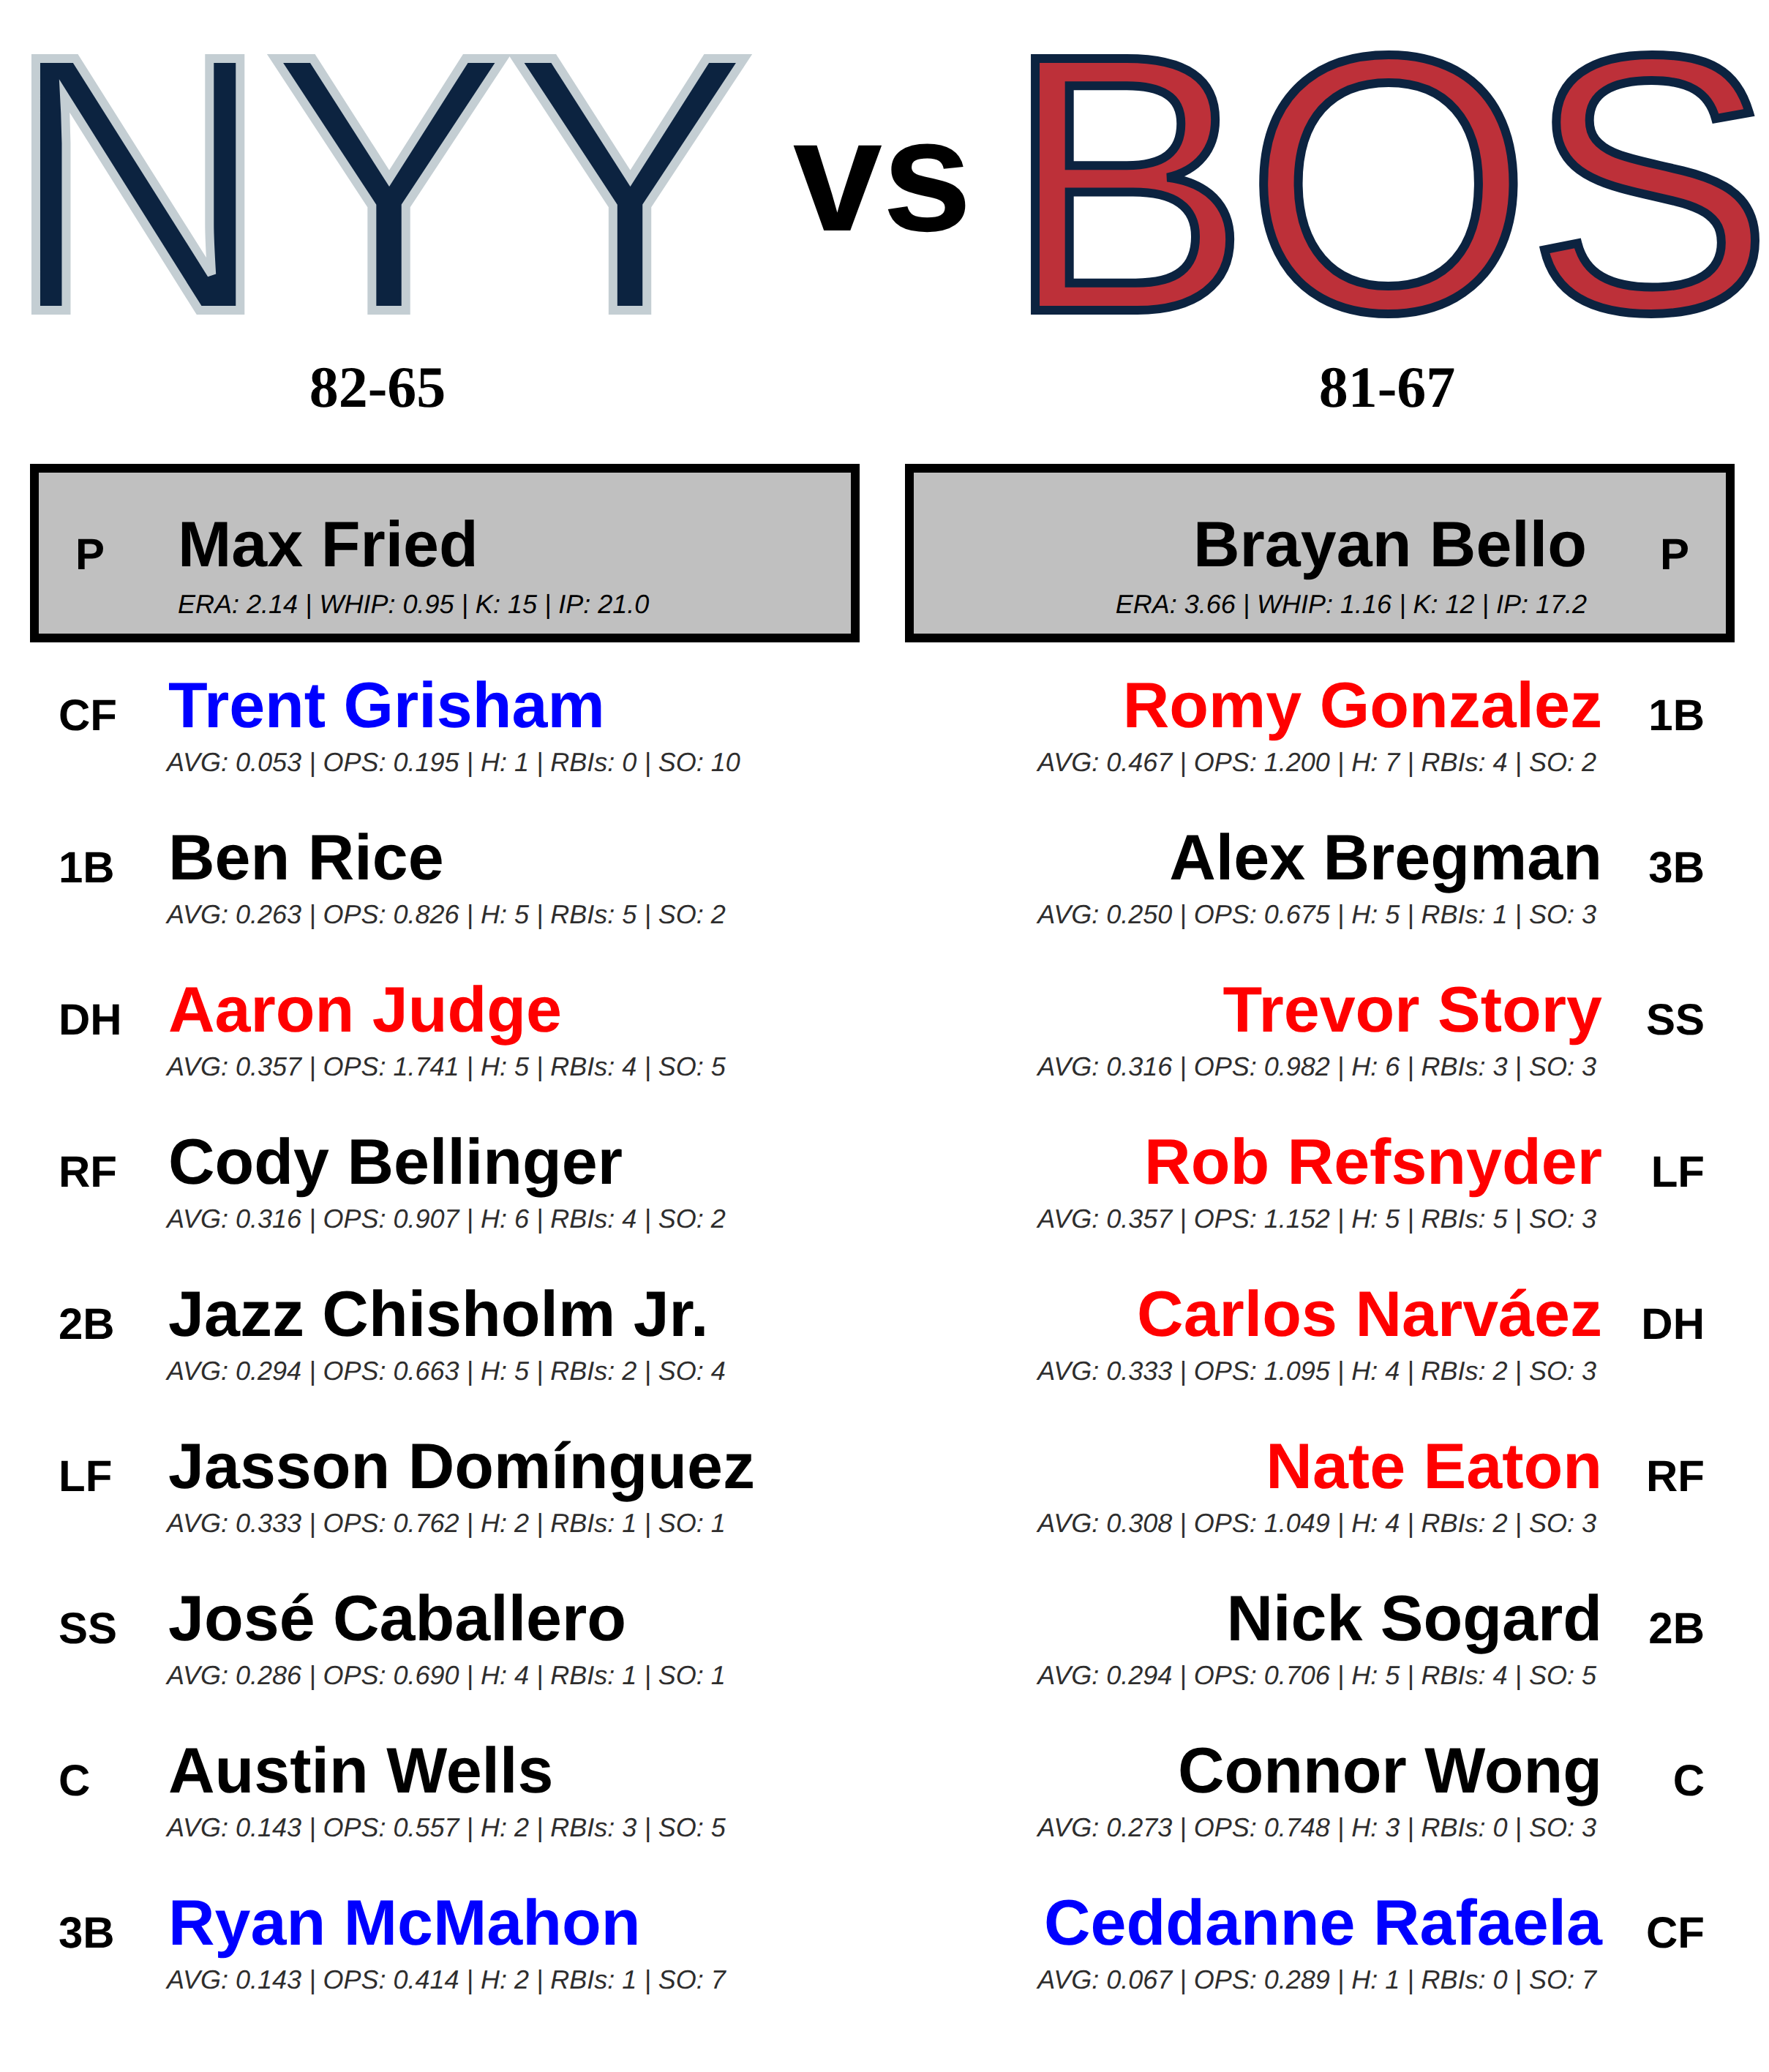 NYY vs BOS
82-65
81-67
P Max Fried
ERA: 2.14 | WHIP: 0.95 | K: 15 | IP: 21.0
Brayan Bello P
ERA: 3.66 | WHIP: 1.16 | K: 12 | IP: 17.2
CF Trent Grisham
AVG: 0.053 | OPS: 0.195 | H: 1 | RBIs: 0 | SO: 10
1B Ben Rice
AVG: 0.263 | OPS: 0.826 | H: 5 | RBIs: 5 | SO: 2
DH Aaron Judge
AVG: 0.357 | OPS: 1.741 | H: 5 | RBIs: 4 | SO: 5
RF Cody Bellinger
AVG: 0.316 | OPS: 0.907 | H: 6 | RBIs: 4 | SO: 2
2B Jazz Chisholm Jr.
AVG: 0.294 | OPS: 0.663 | H: 5 | RBIs: 2 | SO: 4
LF Jasson Domínguez
AVG: 0.333 | OPS: 0.762 | H: 2 | RBIs: 1 | SO: 1
SS José Caballero
AVG: 0.286 | OPS: 0.690 | H: 4 | RBIs: 1 | SO: 1
C Austin Wells
AVG: 0.143 | OPS: 0.557 | H: 2 | RBIs: 3 | SO: 5
3B Ryan McMahon
AVG: 0.143 | OPS: 0.414 | H: 2 | RBIs: 1 | SO: 7
Romy Gonzalez 1B
AVG: 0.467 | OPS: 1.200 | H: 7 | RBIs: 4 | SO: 2
Alex Bregman 3B
AVG: 0.250 | OPS: 0.675 | H: 5 | RBIs: 1 | SO: 3
Trevor Story SS
AVG: 0.316 | OPS: 0.982 | H: 6 | RBIs: 3 | SO: 3
Rob Refsnyder LF
AVG: 0.357 | OPS: 1.152 | H: 5 | RBIs: 5 | SO: 3
Carlos Narváez DH
AVG: 0.333 | OPS: 1.095 | H: 4 | RBIs: 2 | SO: 3
Nate Eaton RF
AVG: 0.308 | OPS: 1.049 | H: 4 | RBIs: 2 | SO: 3
Nick Sogard 2B
AVG: 0.294 | OPS: 0.706 | H: 5 | RBIs: 4 | SO: 5
Connor Wong C
AVG: 0.273 | OPS: 0.748 | H: 3 | RBIs: 0 | SO: 3
Ceddanne Rafaela CF
AVG: 0.067 | OPS: 0.289 | H: 1 | RBIs: 0 | SO: 7